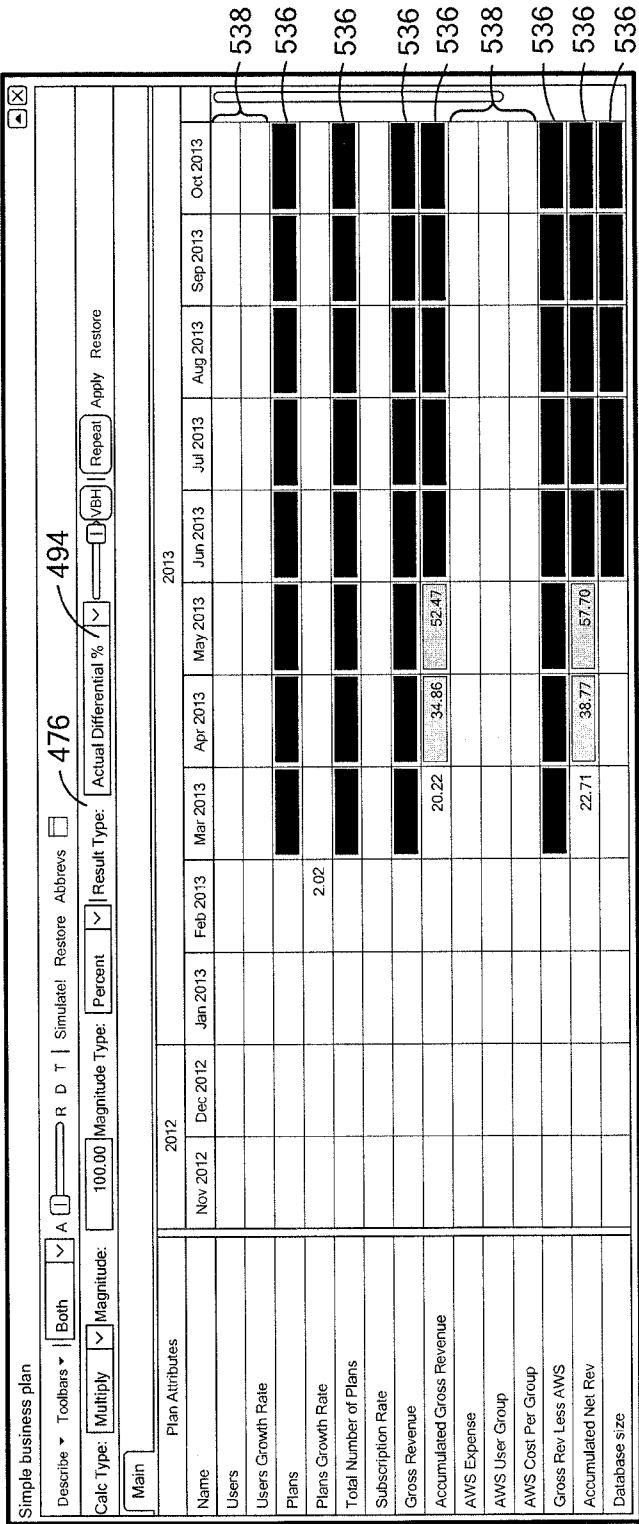 Simple business plan
Describe Toolbars Both A R D T Simulate! Restore Abbrevs 476
Calc Type: Multiply Magnitude: 100.00 Magnitude Type: Percent Result Type: Actual Differential % VBH Repeat Apply Restore 494
Main
Plan Attributes 2012 2013
Name Nov 2012 Dec 2012 Jan 2013 Feb 2013 Mar 2013 Apr 2013 May 2013 Jun 2013 Jul 2013 Aug 2013 Sep 2013 Oct 2013
Users 538
Users Growth Rate
Plans 536
Plans Growth Rate 2.02
Total Number of Plans 536
Subscription Rate
Gross Revenue 536
Accumulated Gross Revenue 20.22 34.86 52.47 536
AWS Expense 538
AWS User Group
AWS Cost Per Group
Gross Rev Less AWS 536
Accumulated Net Rev 22.71 38.77 57.70 536
Database size 536